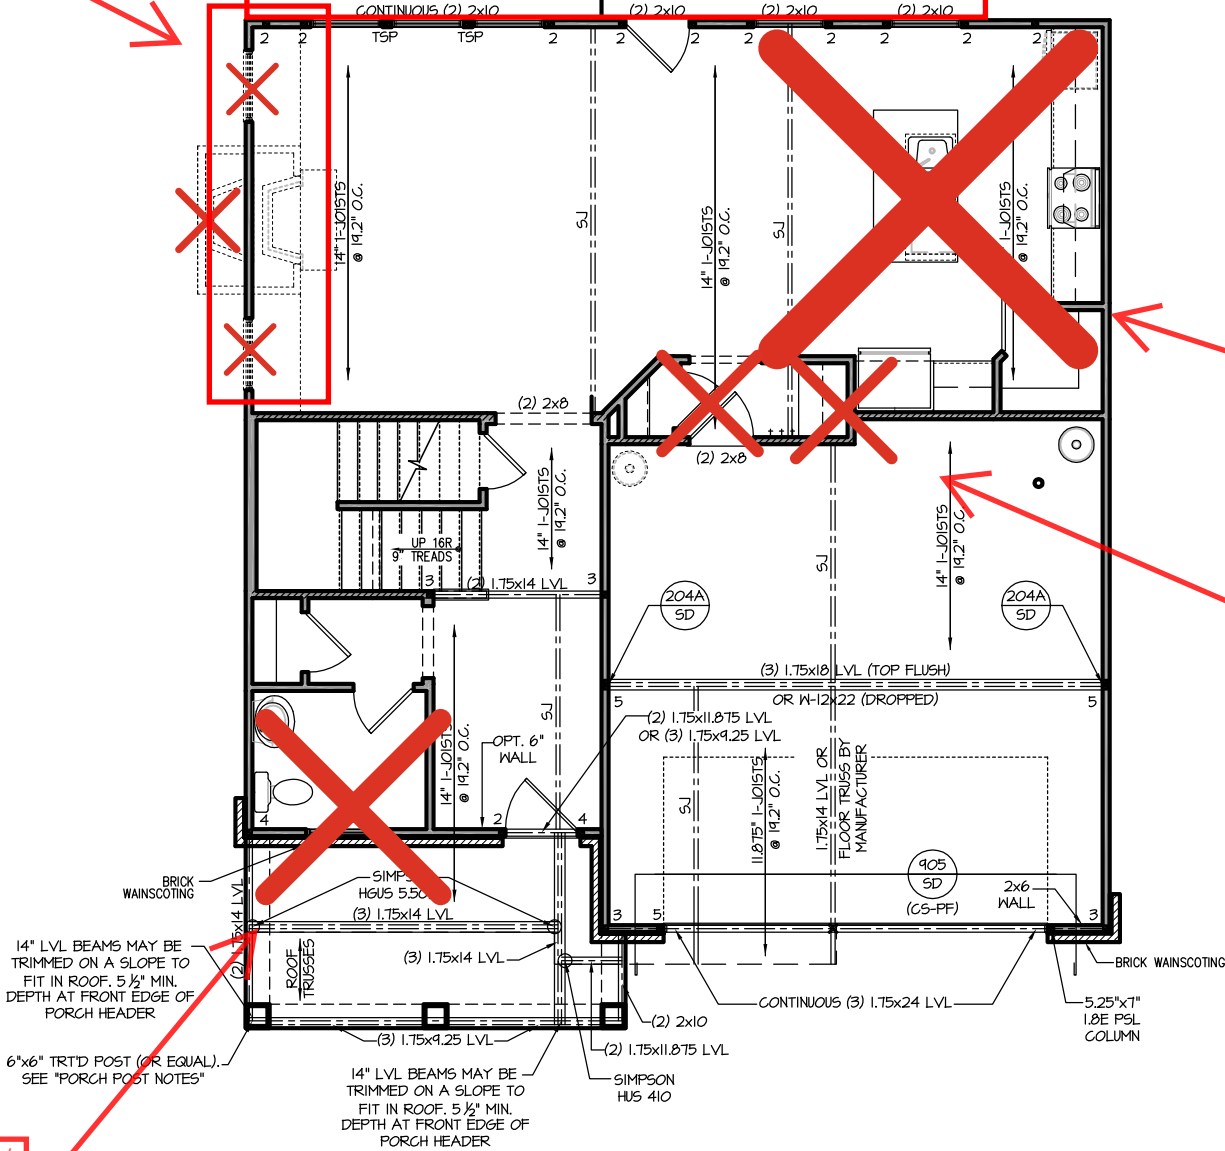 CONTINUOUS (2) 2x10
(2) 2x10
(2) 2x10
(2) 2x10
2
2
TSP
TSP
2
2
2
2
2
2
2
2
14" I-JOISTS
@ 19.2" O.C.
SJ
14" I-JOISTS
@ 19.2" O.C.
SJ
I-JOISTS
@ 19.2" O.C.
(2) 2x8
(2) 2x8
14" I-JOISTS
@ 19.2" O.C.
UP 16R
9" TREADS
3
(2) 1.75x14 LVL
3
SJ
14" I-JOISTS
@ 19.2" O.C.
204A
SD
204A
SD
(3) 1.75x18 LVL (TOP FLUSH)
OR W-12x22 (DROPPED)
5
5
SJ
(2) 1.75x11.875 LVL
OR (3) 1.75x9.25 LVL
OPT. 6"
WALL
14" I-JOISTS
@ 19.2" O.C.
SJ
11.875" I-JOISTS
@ 19.2" O.C.
1.75x14 LVL OR
FLOOR TRUSS BY
MANUFACTURER
4
2
4
905
SD
(CS-PF)
2x6
WALL
3
5
3
BRICK
WAINSCOTING
HGUS 5.50
(3) 1.75x14 LVL
(2) 1.75x14 LVL
14" LVL BEAMS MAY BE
TRIMMED ON A SLOPE TO
FIT IN ROOF. 5 ½" MIN.
DEPTH AT FRONT EDGE OF
PORCH HEADER
ROOF
TRUSSES
(3) 1.75x14 LVL
BRICK WAINSCOTING
CONTINUOUS (3) 1.75x24 LVL
5.25"x7"
1.8E PSL
COLUMN
(2) 2x10
(3) 1.75x9.25 LVL
(2) 1.75x11.875 LVL
6"x6" TRT'D POST (OR EQUAL).
SEE "PORCH POST NOTES"
14" LVL BEAMS MAY BE
TRIMMED ON A SLOPE TO
FIT IN ROOF. 5 ½" MIN.
DEPTH AT FRONT EDGE OF
PORCH HEADER
SIMPSON
HUS 410